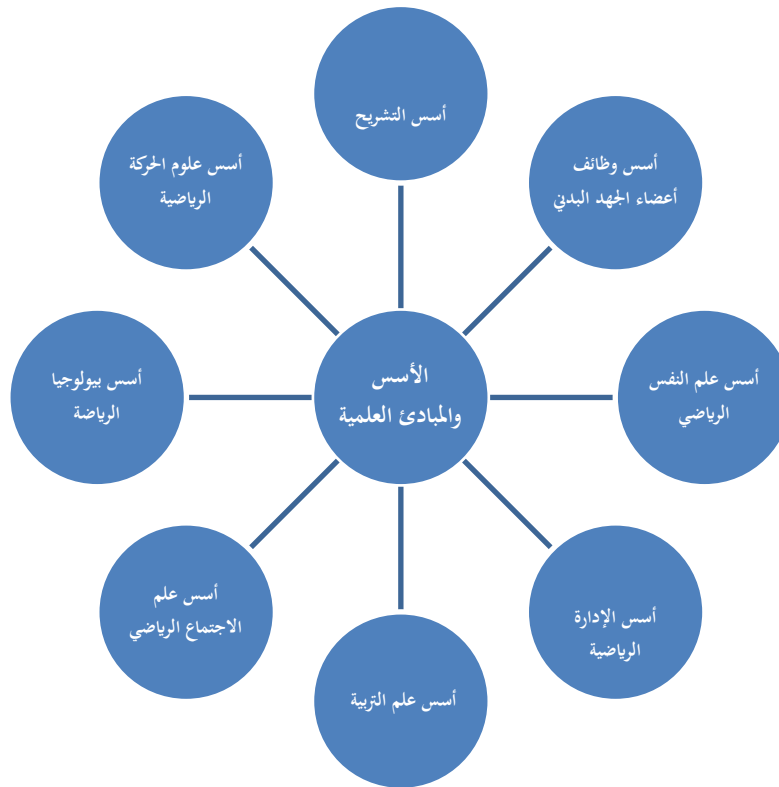 أسس التشريح
أسس وظائف
أعضاء الجهد البدني
أسس علم النفس
الرياضي
أسس الإدارة
الرياضية
أسس علم التربية
أسس علم
الاجتماع الرياضي
أسس بيولوجيا
الرياضة
أسس علوم الحركة
الرياضية
الأسس
والمبادئ العلمية